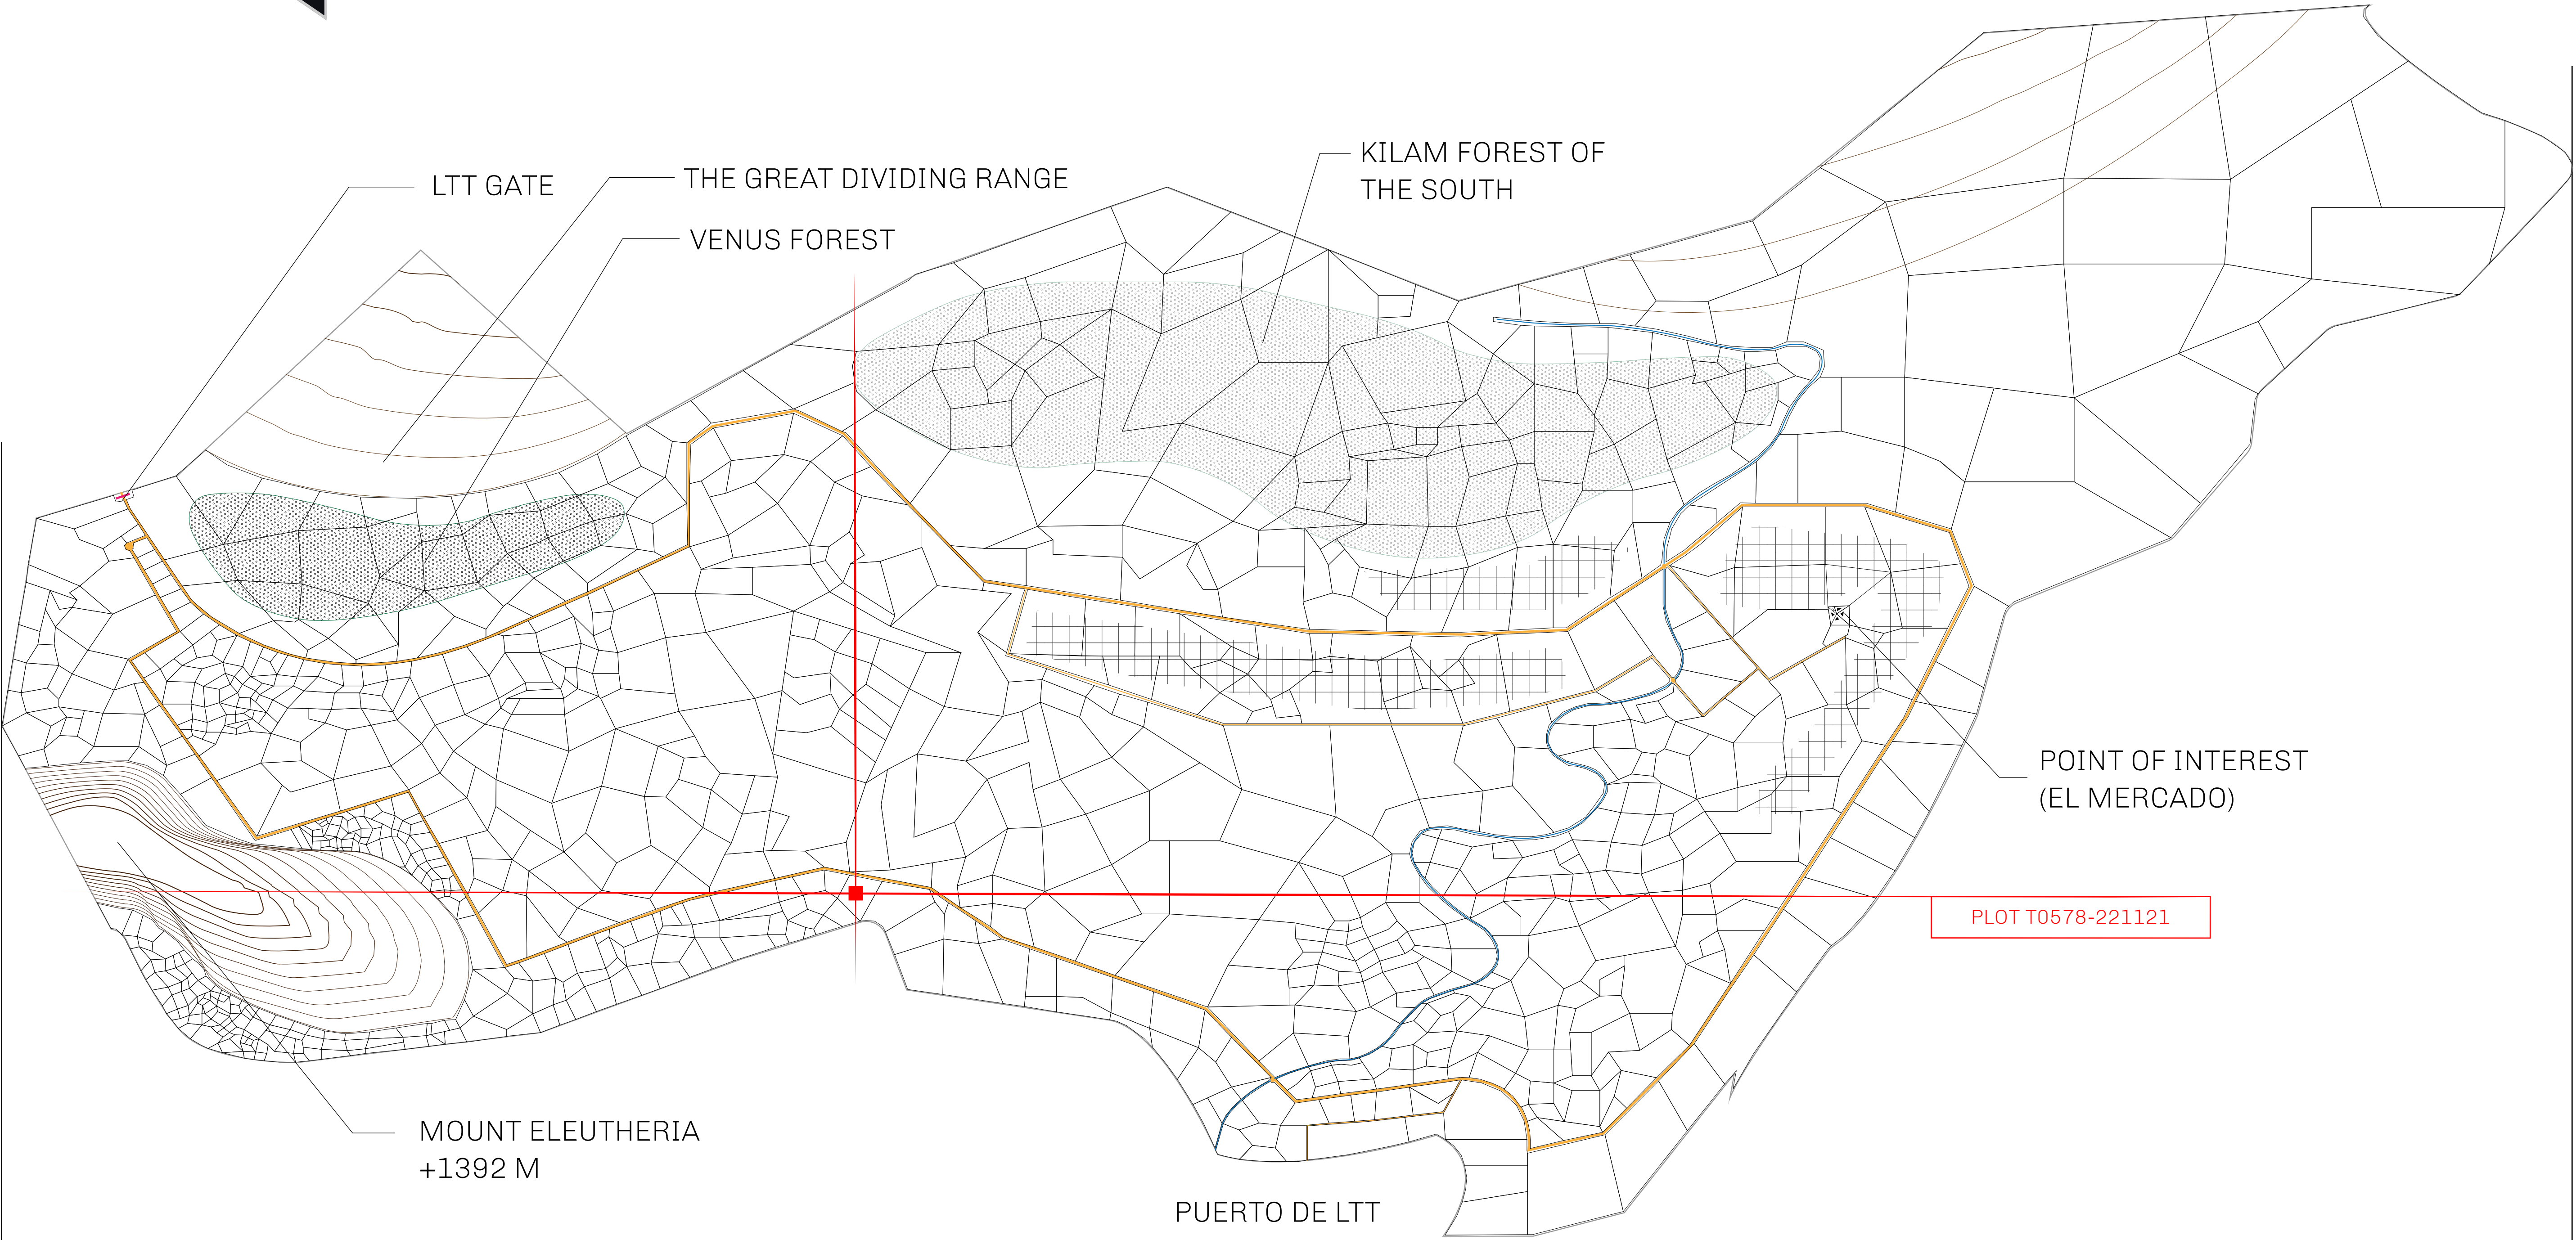 KILAM FOREST OF
THE SOUTH
LTT GATE
THE GREAT DIVIDING RANGE
VENUS FOREST
POINT OF INTEREST
(EL MERCADO)
PLOT T0578-221121
MOUNT ELEUTHERIA
+1392 M
PUERTO DE LTT